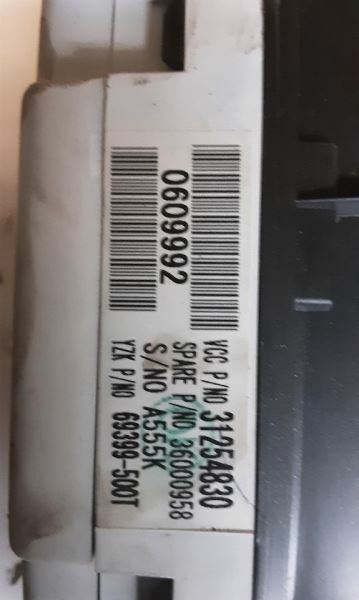 VCC P/NO 31254830
SPARE P/NO 36000958
0609992
S/NO A555K
YZK P/NO 69399-500T